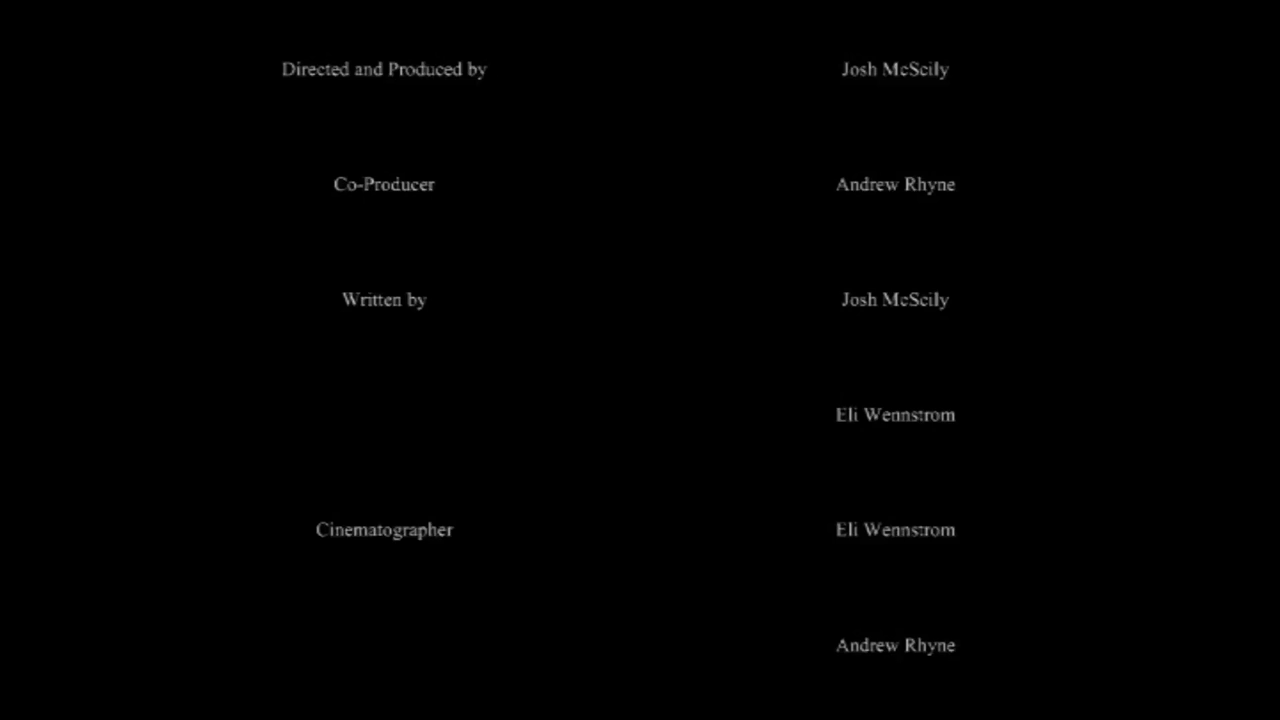 Directed and Produced by Josh McScily
Co-Producer Andrew Rhyne
Written by Josh McScily
Eli Wennstrom
Cinematographer Eli Wennstrom
Andrew Rhyne